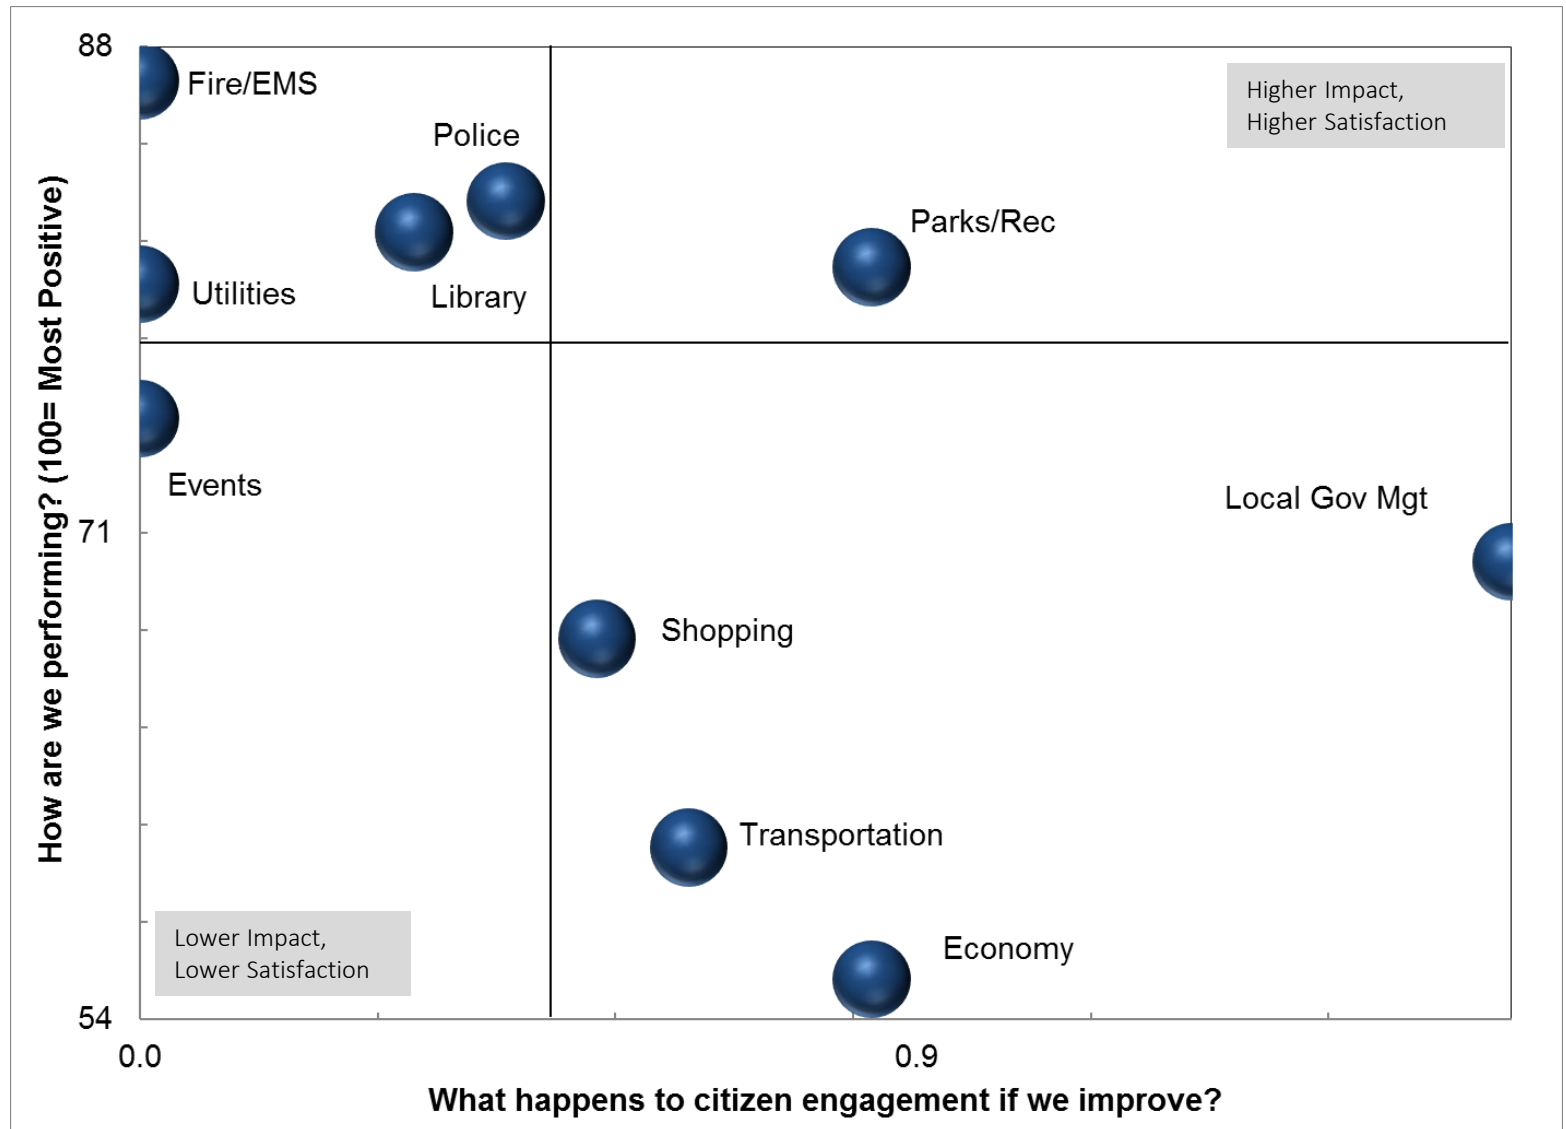 88
Fire/EMS
Higher Impact,
Higher Satisfaction
Police
Parks/Rec
Utilities
Library
How are we performing? (100= Most Positive)
Events
Local Gov Mgt
71
Shopping
Transportation
Lower Impact,
Lower Satisfaction
Economy
54
0.0
0.9
What happens to citizen engagement if we improve?